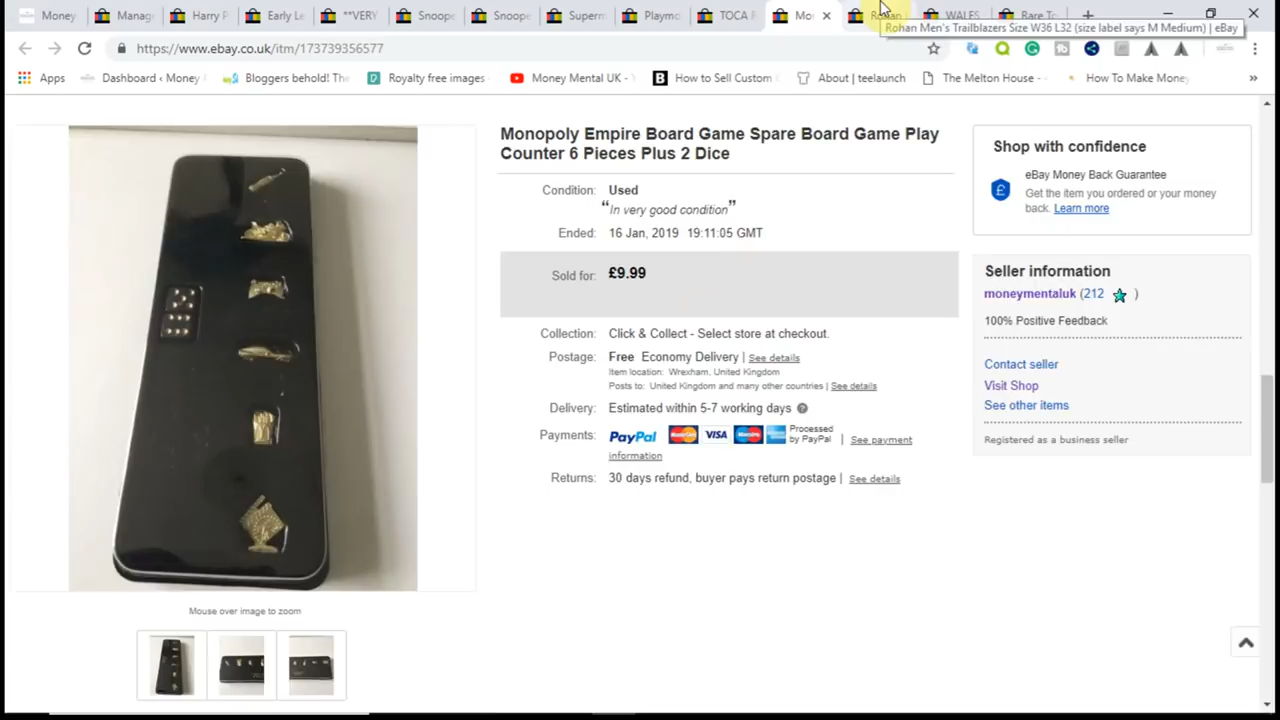 Money
Manag
Harry P
Early Le
**VERY
Snoope
Snoope
Superm
Playmo
TOCA R
Mon
Rohan
WALES
Rare To
Rohan Men's Trailblazers Size W36 L32 (size label says M Medium) | eBay
https://www.ebay.co.uk/itm/173739356577
Apps
Dashboard ‹ Money
Bloggers behold! The
Royalty free images
Money Mental UK -
How to Sell Custom
About | teelaunch
The Melton House -
How To Make Money
»
Monopoly Empire Board Game Spare Board Game Play
Counter 6 Pieces Plus 2 Dice
Condition: Used
“In very good condition”
Ended: 16 Jan, 2019 19:11:05 GMT
Sold for: £9.99
Collection: Click & Collect - Select store at checkout.
Postage: Free Economy Delivery | See details
Item location: Wrexham, United Kingdom
Posts to: United Kingdom and many other countries | See details
Delivery: Estimated within 5-7 working days
Payments: PayPal MasterCard VISA Maestro Processed by PayPal | See payment
information
Returns: 30 days refund, buyer pays return postage | See details
Mouse over image to zoom
Shop with confidence
eBay Money Back Guarantee
Get the item you ordered or your money
back. Learn more
Seller information
moneymentaluk (212 )
100% Positive Feedback
Contact seller
Visit Shop
See other items
Registered as a business seller